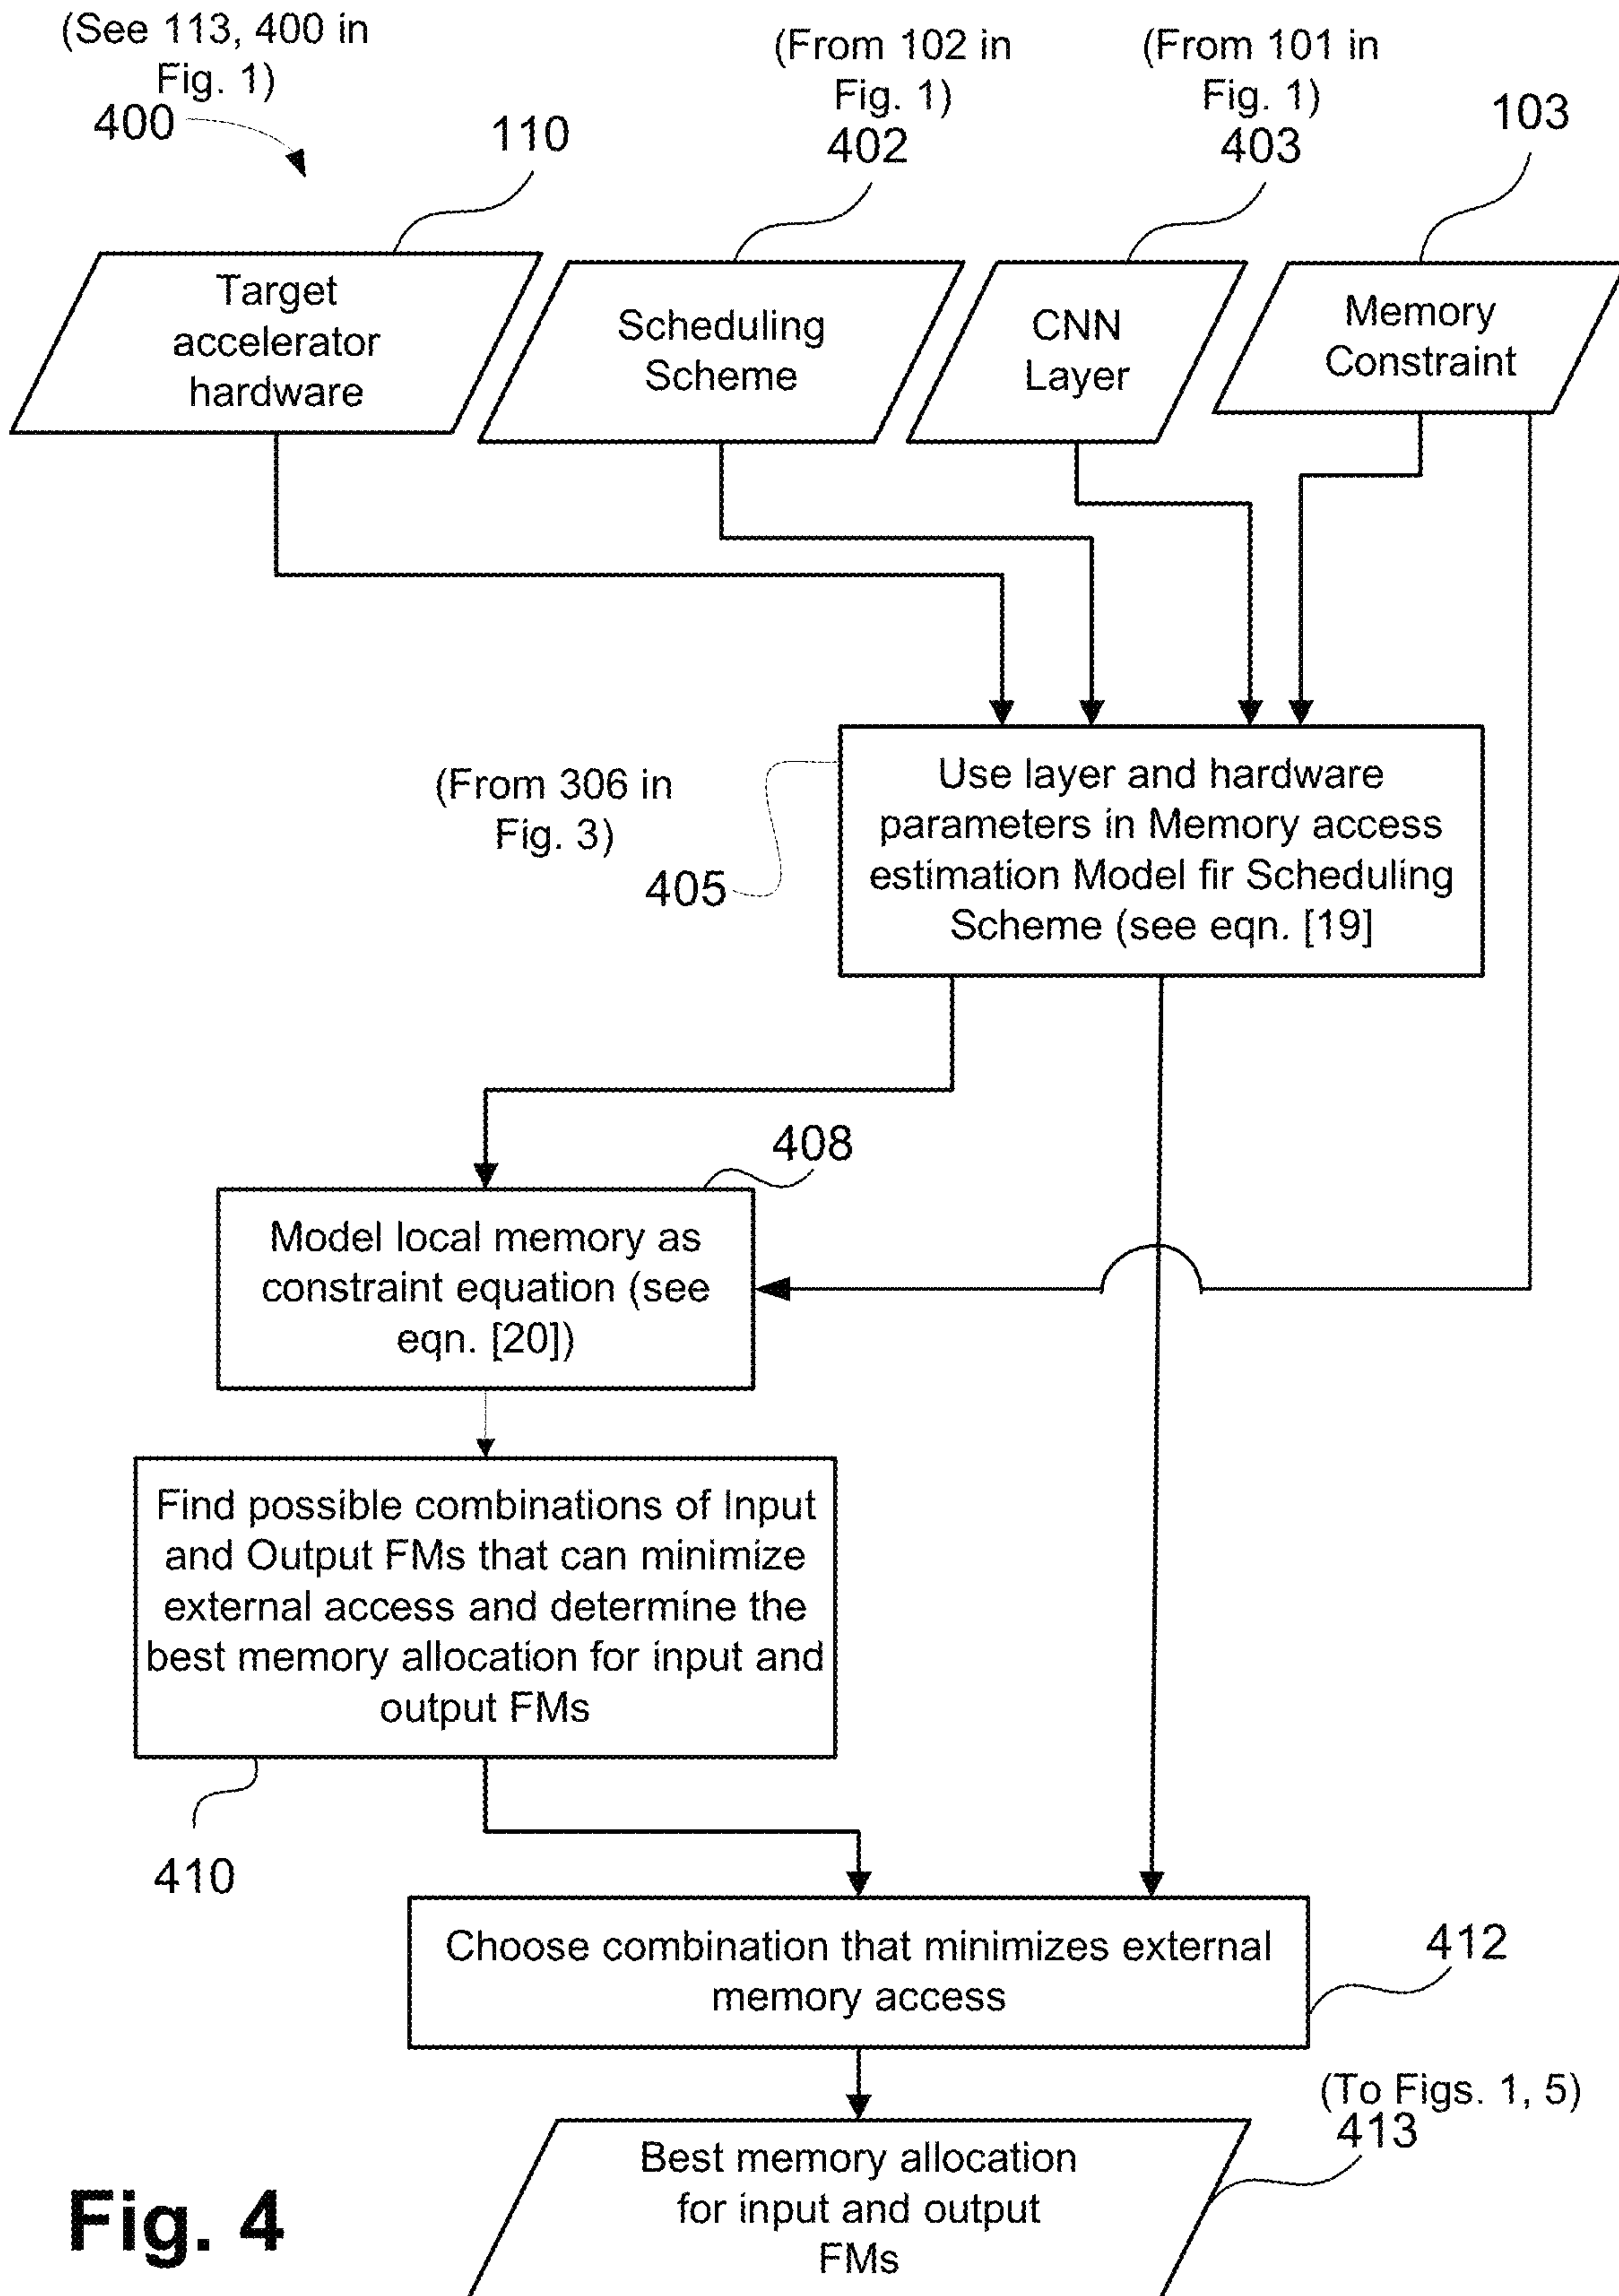 (See 113, 400 in
Fig. 1)
400
110
(From 102 in
Fig. 1)
402
(From 101 in
Fig. 1)
403
103
Target
accelerator
hardware
Scheduling
Scheme
CNN
Layer
Memory
Constraint
(From 306 in
Fig. 3)
405
Use layer and hardware
parameters in Memory access
estimation Model fir Scheduling
Scheme (see eqn. [19]
408
Model local memory as
constraint equation (see
eqn. [20])
Find possible combinations of Input
and Output FMs that can minimize
external access and determine the
best memory allocation for input and
output FMs
410
Choose combination that minimizes external
memory access
412
(To Figs. 1, 5)
413
Best memory allocation
for input and output
FMs
Fig. 4